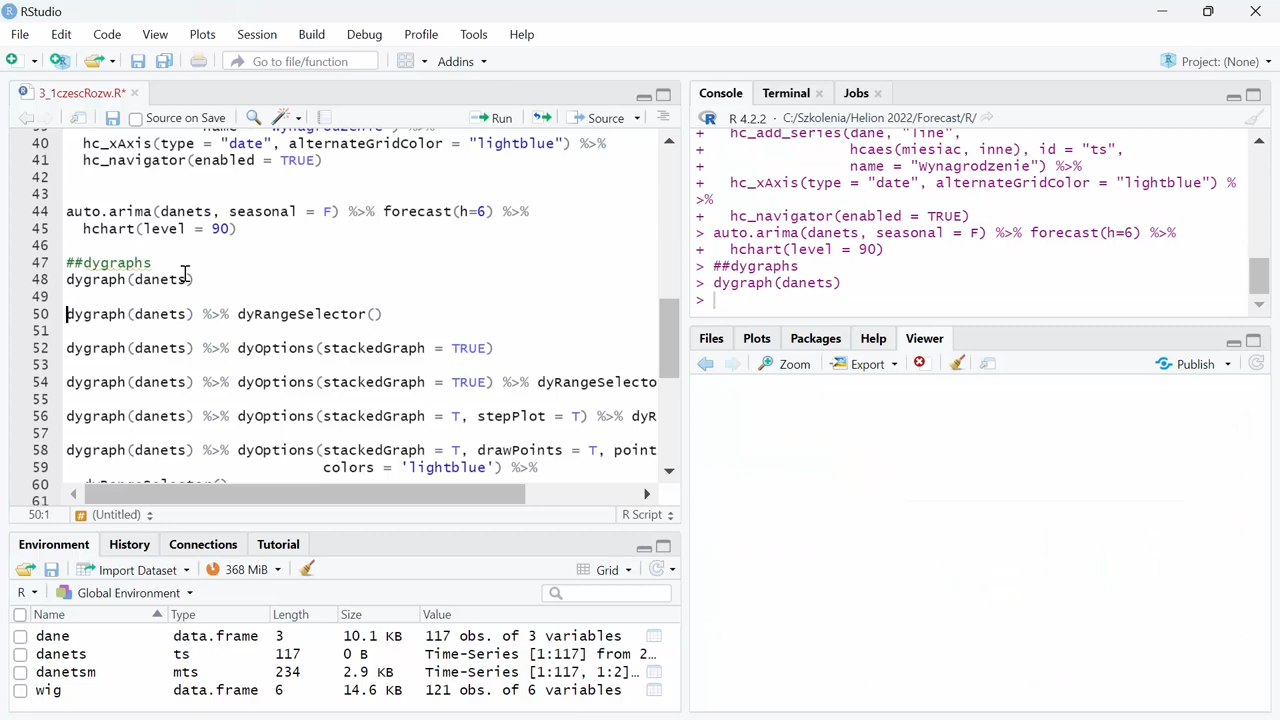 RStudio
File Edit Code View Plots Session Build Debug Profile Tools Help
Go to file/function Addins Project: (None)
3_1czescRozw.R*
Source on Save Run Source
name = "wynagrodzenie") %>%
40 hc_xAxis(type = "date", alternateGridColor = "lightblue") %>%
41 hc_navigator(enabled = TRUE)
42
43
44 auto.arima(danets, seasonal = F) %>% forecast(h=6) %>%
45 hchart(level = 90)
46
47 ##dygraphs
48 dygraph(danets)
49
50 dygraph(danets) %>% dyRangeSelector()
51
52 dygraph(danets) %>% dyOptions(stackedGraph = TRUE)
53
54 dygraph(danets) %>% dyOptions(stackedGraph = TRUE) %>% dyRangeSelecto
55
56 dygraph(danets) %>% dyOptions(stackedGraph = T, stepPlot = T) %>% dyR
57
58 dygraph(danets) %>% dyOptions(stackedGraph = T, drawPoints = T, point
59 colors = 'lightblue') %>%
60
61
50:1 (Untitled) R Script
Environment History Connections Tutorial
Import Dataset 368 MiB Grid
R Global Environment
Name Type Length Size Value
dane data.frame 3 10.1 KB 117 obs. of 3 variables
danets ts 117 0 B Time-Series [1:117] from 2…
danetsm mts 234 2.9 KB Time-Series [1:117, 1:2]…
wig data.frame 6 14.6 KB 121 obs. of 6 variables
Console Terminal Jobs
R 4.2.2 · C:/Szkolenia/Helion 2022/Forecast/R/
+ hc_add_series(dane, "line",
+ hcaes(miesiac, inne), id = "ts",
+ name = "wynagrodzenie") %>%
+ hc_xAxis(type = "date", alternateGridColor = "lightblue") %
>%
+ hc_navigator(enabled = TRUE)
> auto.arima(danets, seasonal = F) %>% forecast(h=6) %>%
+ hchart(level = 90)
> ##dygraphs
> dygraph(danets)
>
Files Plots Packages Help Viewer
Zoom Export Publish